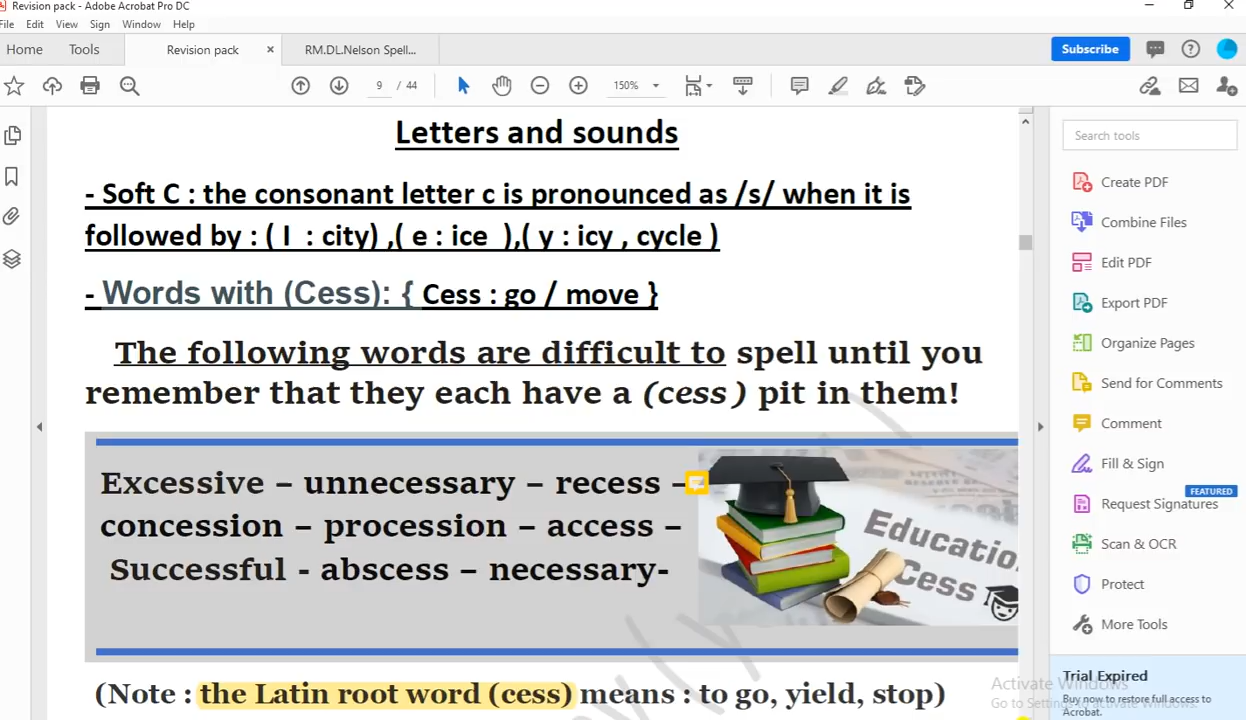 Revision pack - Adobe Acrobat Pro DC
File Edit View Sign Window Help
Home Tools Revision pack × RM.DL.Nelson Spell... Subscribe
9 / 44 150%
Letters and sounds
- Soft C : the consonant letter c is pronounced as /s/ when it is
followed by : ( I : city) ,( e : ice ),( y : icy , cycle )
- Words with (Cess): { Cess : go / move }
The following words are difficult to spell until you
remember that they each have a (cess ) pit in them!
Excessive – unnecessary – recess –
concession – procession – access –
Successful - abscess – necessary-
Education
Cess
(Note : the Latin root word (cess) means : to go, yield, stop)
Search tools
Create PDF
Combine Files
Edit PDF
Export PDF
Organize Pages
Send for Comments
Comment
Fill & Sign
FEATURED
Request Signatures
Scan & OCR
Protect
More Tools
Trial Expired
Buy now to restore full access to
Acrobat.
Activate Windows
Go to Settings to activate Windows.